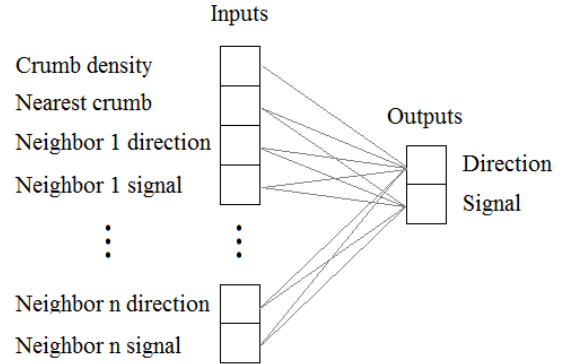 Inputs
Crumb density
Nearest crumb
Neighbor 1 direction
Neighbor 1 signal
Neighbor n direction
Neighbor n signal
Outputs
Direction
Signal